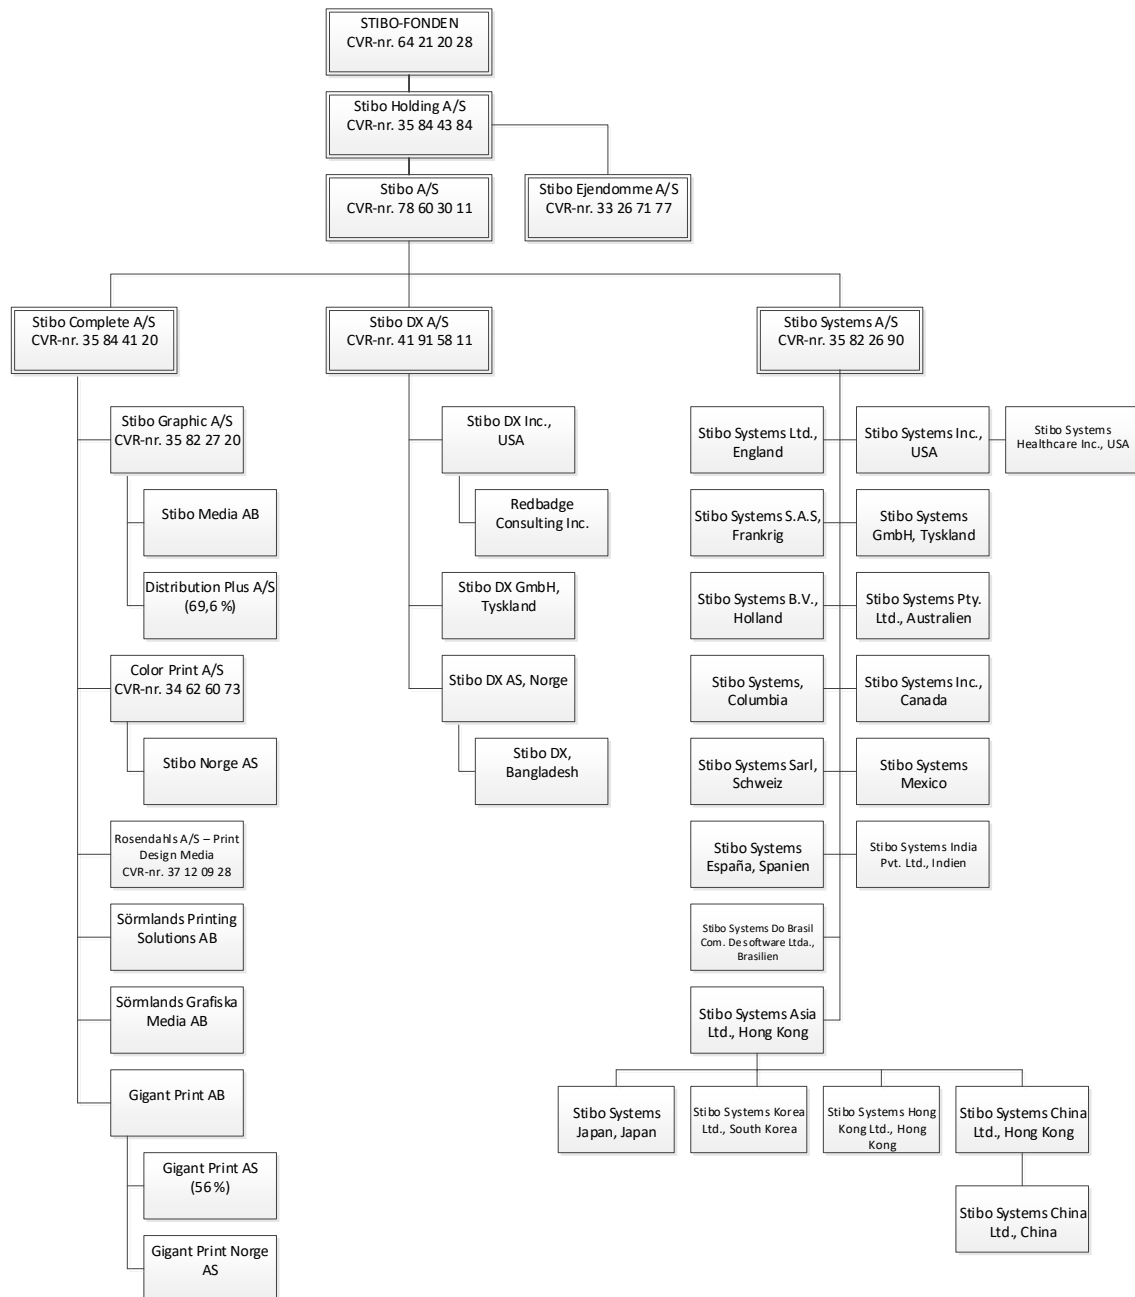 STIBO-FONDEN
CVR-nr. 64 21 20 28
Stibo Holding A/S
CVR-nr. 35 84 43 84
Stibo A/S
CVR-nr. 78 60 30 11
Stibo Ejendomme A/S
CVR-nr. 33 26 71 77
Stibo Complete A/S
CVR-nr. 35 84 41 20
Stibo DX A/S
CVR-nr. 41 91 58 11
Stibo Systems A/S
CVR-nr. 35 82 26 90
Stibo Graphic A/S
CVR-nr. 35 82 27 20
Stibo Media AB
Distribution Plus A/S
(69,6 %)
Color Print A/S
CVR-nr. 34 62 60 73
Stibo Norge AS
Rosendahls A/S – Print
Design Media
CVR-nr. 37 12 09 28
Sörmlands Printing
Solutions AB
Sörmlands Grafiska
Media AB
Gigant Print AB
Gigant Print AS
(56 %)
Gigant Print Norge
AS
Stibo DX Inc.,
USA
Redbadge
Consulting Inc.
Stibo DX GmbH,
Tyskland
Stibo DX AS, Norge
Stibo DX,
Bangladesh
Stibo Systems Ltd.,
England
Stibo Systems Inc.,
USA
Stibo Systems
Healthcare Inc., USA
Stibo Systems S.A.S,
Frankrig
Stibo Systems
GmbH, Tyskland
Stibo Systems B.V.,
Holland
Stibo Systems Pty.
Ltd., Australien
Stibo Systems,
Columbia
Stibo Systems Inc.,
Canada
Stibo Systems Sarl,
Schweiz
Stibo Systems
Mexico
Stibo Systems
España, Spanien
Stibo Systems India
Pvt. Ltd., Indien
Stibo Systems Do Brasil
Com. De software Ltda.,
Brasilien
Stibo Systems Asia
Ltd., Hong Kong
Stibo Systems
Japan, Japan
Stibo Systems Korea
Ltd., South Korea
Stibo Systems Hong
Kong Ltd., Hong
Kong
Stibo Systems China
Ltd., Hong Kong
Stibo Systems China
Ltd., China